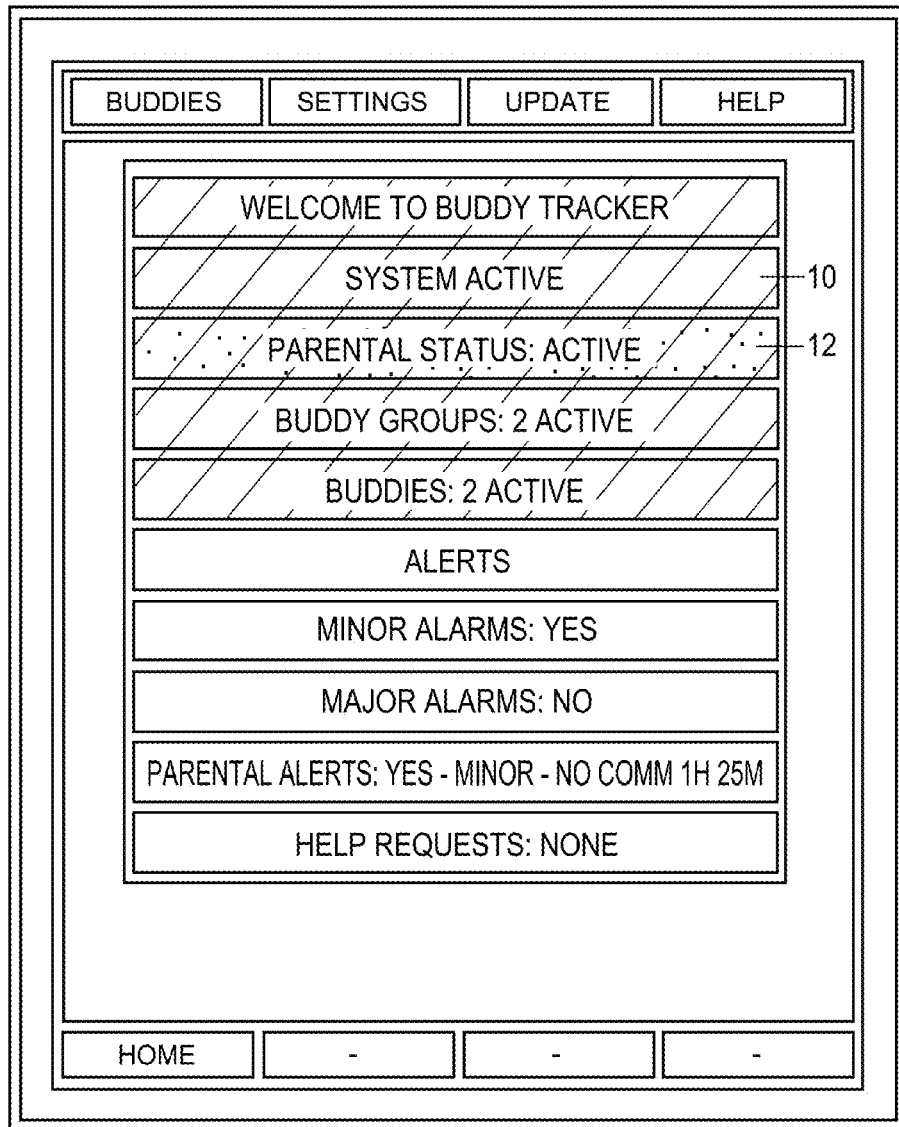 BUDDIES SETTINGS UPDATE HELP
WELCOME TO BUDDY TRACKER
SYSTEM ACTIVE 10
PARENTAL STATUS: ACTIVE 12
BUDDY GROUPS: 2 ACTIVE
BUDDIES: 2 ACTIVE
ALERTS
MINOR ALARMS: YES
MAJOR ALARMS: NO
PARENTAL ALERTS: YES - MINOR - NO COMM 1H 25M
HELP REQUESTS: NONE
HOME - - -